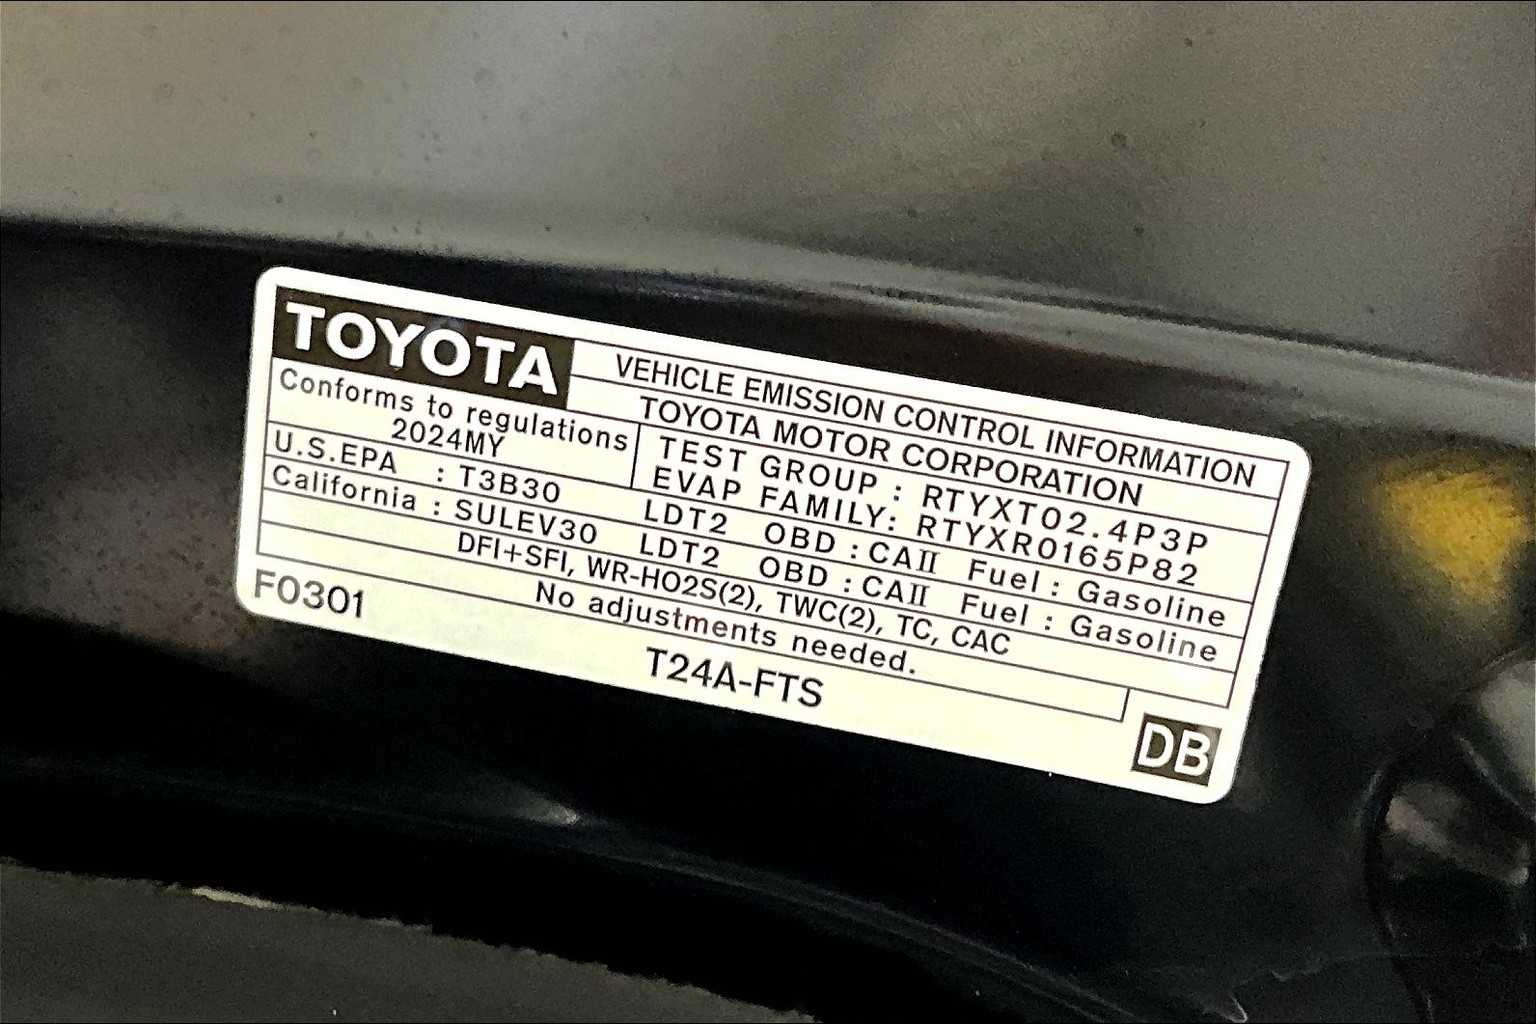 TOYOTA
VEHICLE EMISSION CONTROL INFORMATION
TOYOTA MOTOR CORPORATION
Conforms to regulations
2024MY
TEST GROUP : RTYXT02.4P3P
EVAP FAMILY: RTYXR0165P82
U.S.EPA : T3B30 LDT2 OBD : CAII Fuel : Gasoline
California : SULEV30 LDT2 OBD : CAII Fuel : Gasoline
DFI+SFI, WR-HO2S(2), TWC(2), TC, CAC
No adjustments needed.
F0301
T24A-FTS
DB